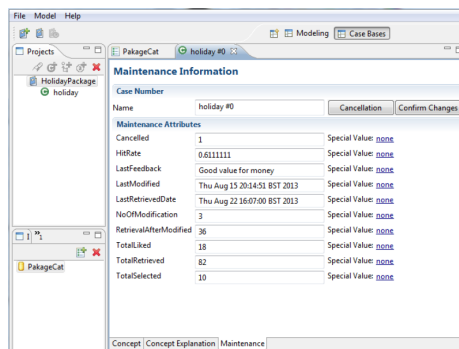 File Model Help
Modeling Case Bases
Projects
HolidayPackage
holiday
PakageCat
PakageCat holiday #0
Maintenance Information
Case Number
Name holiday #0 Cancellation Confirm Changes
Maintenance Attributes
Cancelled 1 Special Value: none
HitRate 0.6111111 Special Value: none
LastFeedback Good value for money Special Value: none
LastModified Thu Aug 15 20:14:51 BST 2013 Special Value: none
LastRetrievedDate Thu Aug 22 16:07:00 BST 2013 Special Value: none
NoOfModification 3 Special Value: none
RetrievalAfterModified 36 Special Value: none
TotalLiked 18 Special Value: none
TotalRetrieved 82 Special Value: none
TotalSelected 10 Special Value: none
Concept Concept Explanation Maintenance